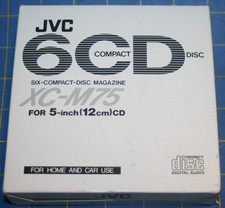 JVC
6CD COMPACT DISC
SIX-COMPACT-DISC MAGAZINE
XC-M75
FOR 5-inch(12cm)CD
FOR HOME AND CAR USE
COMPACT
disc
DIGITAL AUDIO